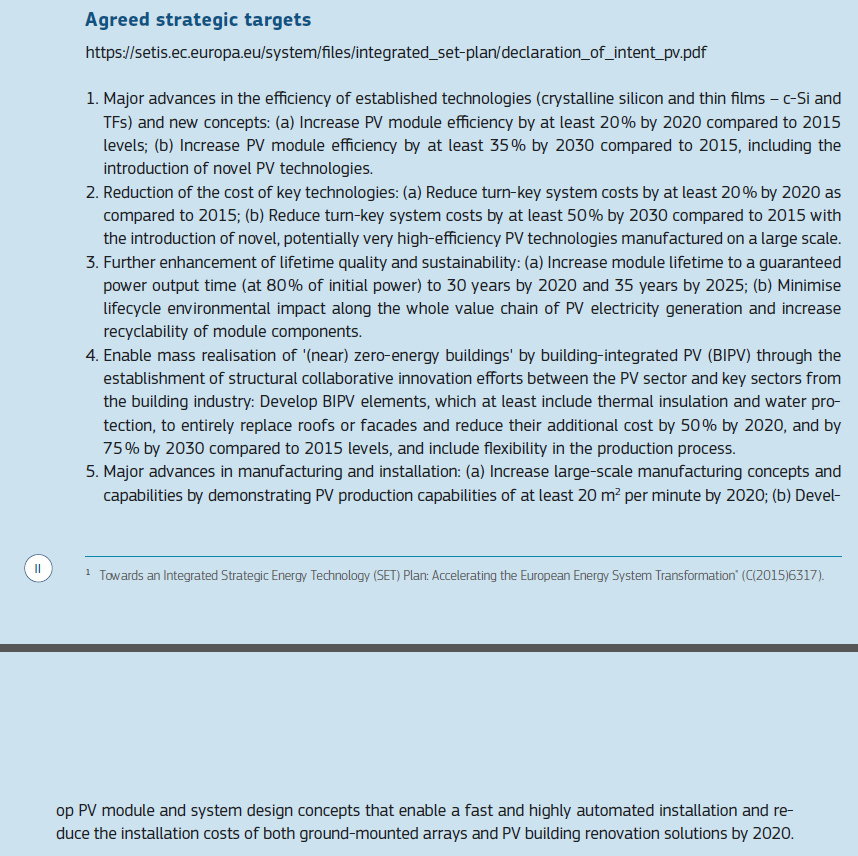 Agreed strategic targets
https://setis.ec.europa.eu/system/files/integrated_set-plan/declaration_of_intent_pv.pdf
1. Major advances in the efficiency of established technologies (crystalline silicon and thin films – c-Si and
TFs) and new concepts: (a) Increase PV module efficiency by at least 20% by 2020 compared to 2015
levels; (b) Increase PV module efficiency by at least 35% by 2030 compared to 2015, including the
introduction of novel PV technologies.
2. Reduction of the cost of key technologies: (a) Reduce turn-key system costs by at least 20% by 2020 as
compared to 2015; (b) Reduce turn-key system costs by at least 50% by 2030 compared to 2015 with
the introduction of novel, potentially very high-efficiency PV technologies manufactured on a large scale.
3. Further enhancement of lifetime quality and sustainability: (a) Increase module lifetime to a guaranteed
power output time (at 80% of initial power) to 30 years by 2020 and 35 years by 2025; (b) Minimise
lifecycle environmental impact along the whole value chain of PV electricity generation and increase
recyclability of module components.
4. Enable mass realisation of '(near) zero-energy buildings' by building-integrated PV (BIPV) through the
establishment of structural collaborative innovation efforts between the PV sector and key sectors from
the building industry: Develop BIPV elements, which at least include thermal insulation and water pro-
tection, to entirely replace roofs or facades and reduce their additional cost by 50% by 2020, and by
75% by 2030 compared to 2015 levels, and include flexibility in the production process.
5. Major advances in manufacturing and installation: (a) Increase large-scale manufacturing concepts and
capabilities by demonstrating PV production capabilities of at least 20 m² per minute by 2020; (b) Devel-
II
¹ Towards an Integrated Strategic Energy Technology (SET) Plan: Accelerating the European Energy System Transformation" (C(2015)6317).
op PV module and system design concepts that enable a fast and highly automated installation and re-
duce the installation costs of both ground-mounted arrays and PV building renovation solutions by 2020.